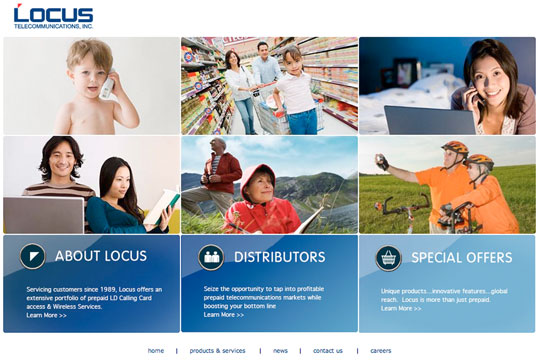 LOCUS
TELECOMMUNICATIONS, INC.
ABOUT LOCUS
Servicing customers since 1989, Locus offers an
extensive portfolio of prepaid LD Calling Card
access & Wireless Services.
Learn More >>
DISTRIBUTORS
Seize the opportunity to tap into profitable
prepaid telecommunications markets while
boosting your bottom line
Learn More >>
SPECIAL OFFERS
Unique products...innovative features...global
reach. Locus is more than just prepaid.
Learn More >>
home | products & services | news | contact us | careers